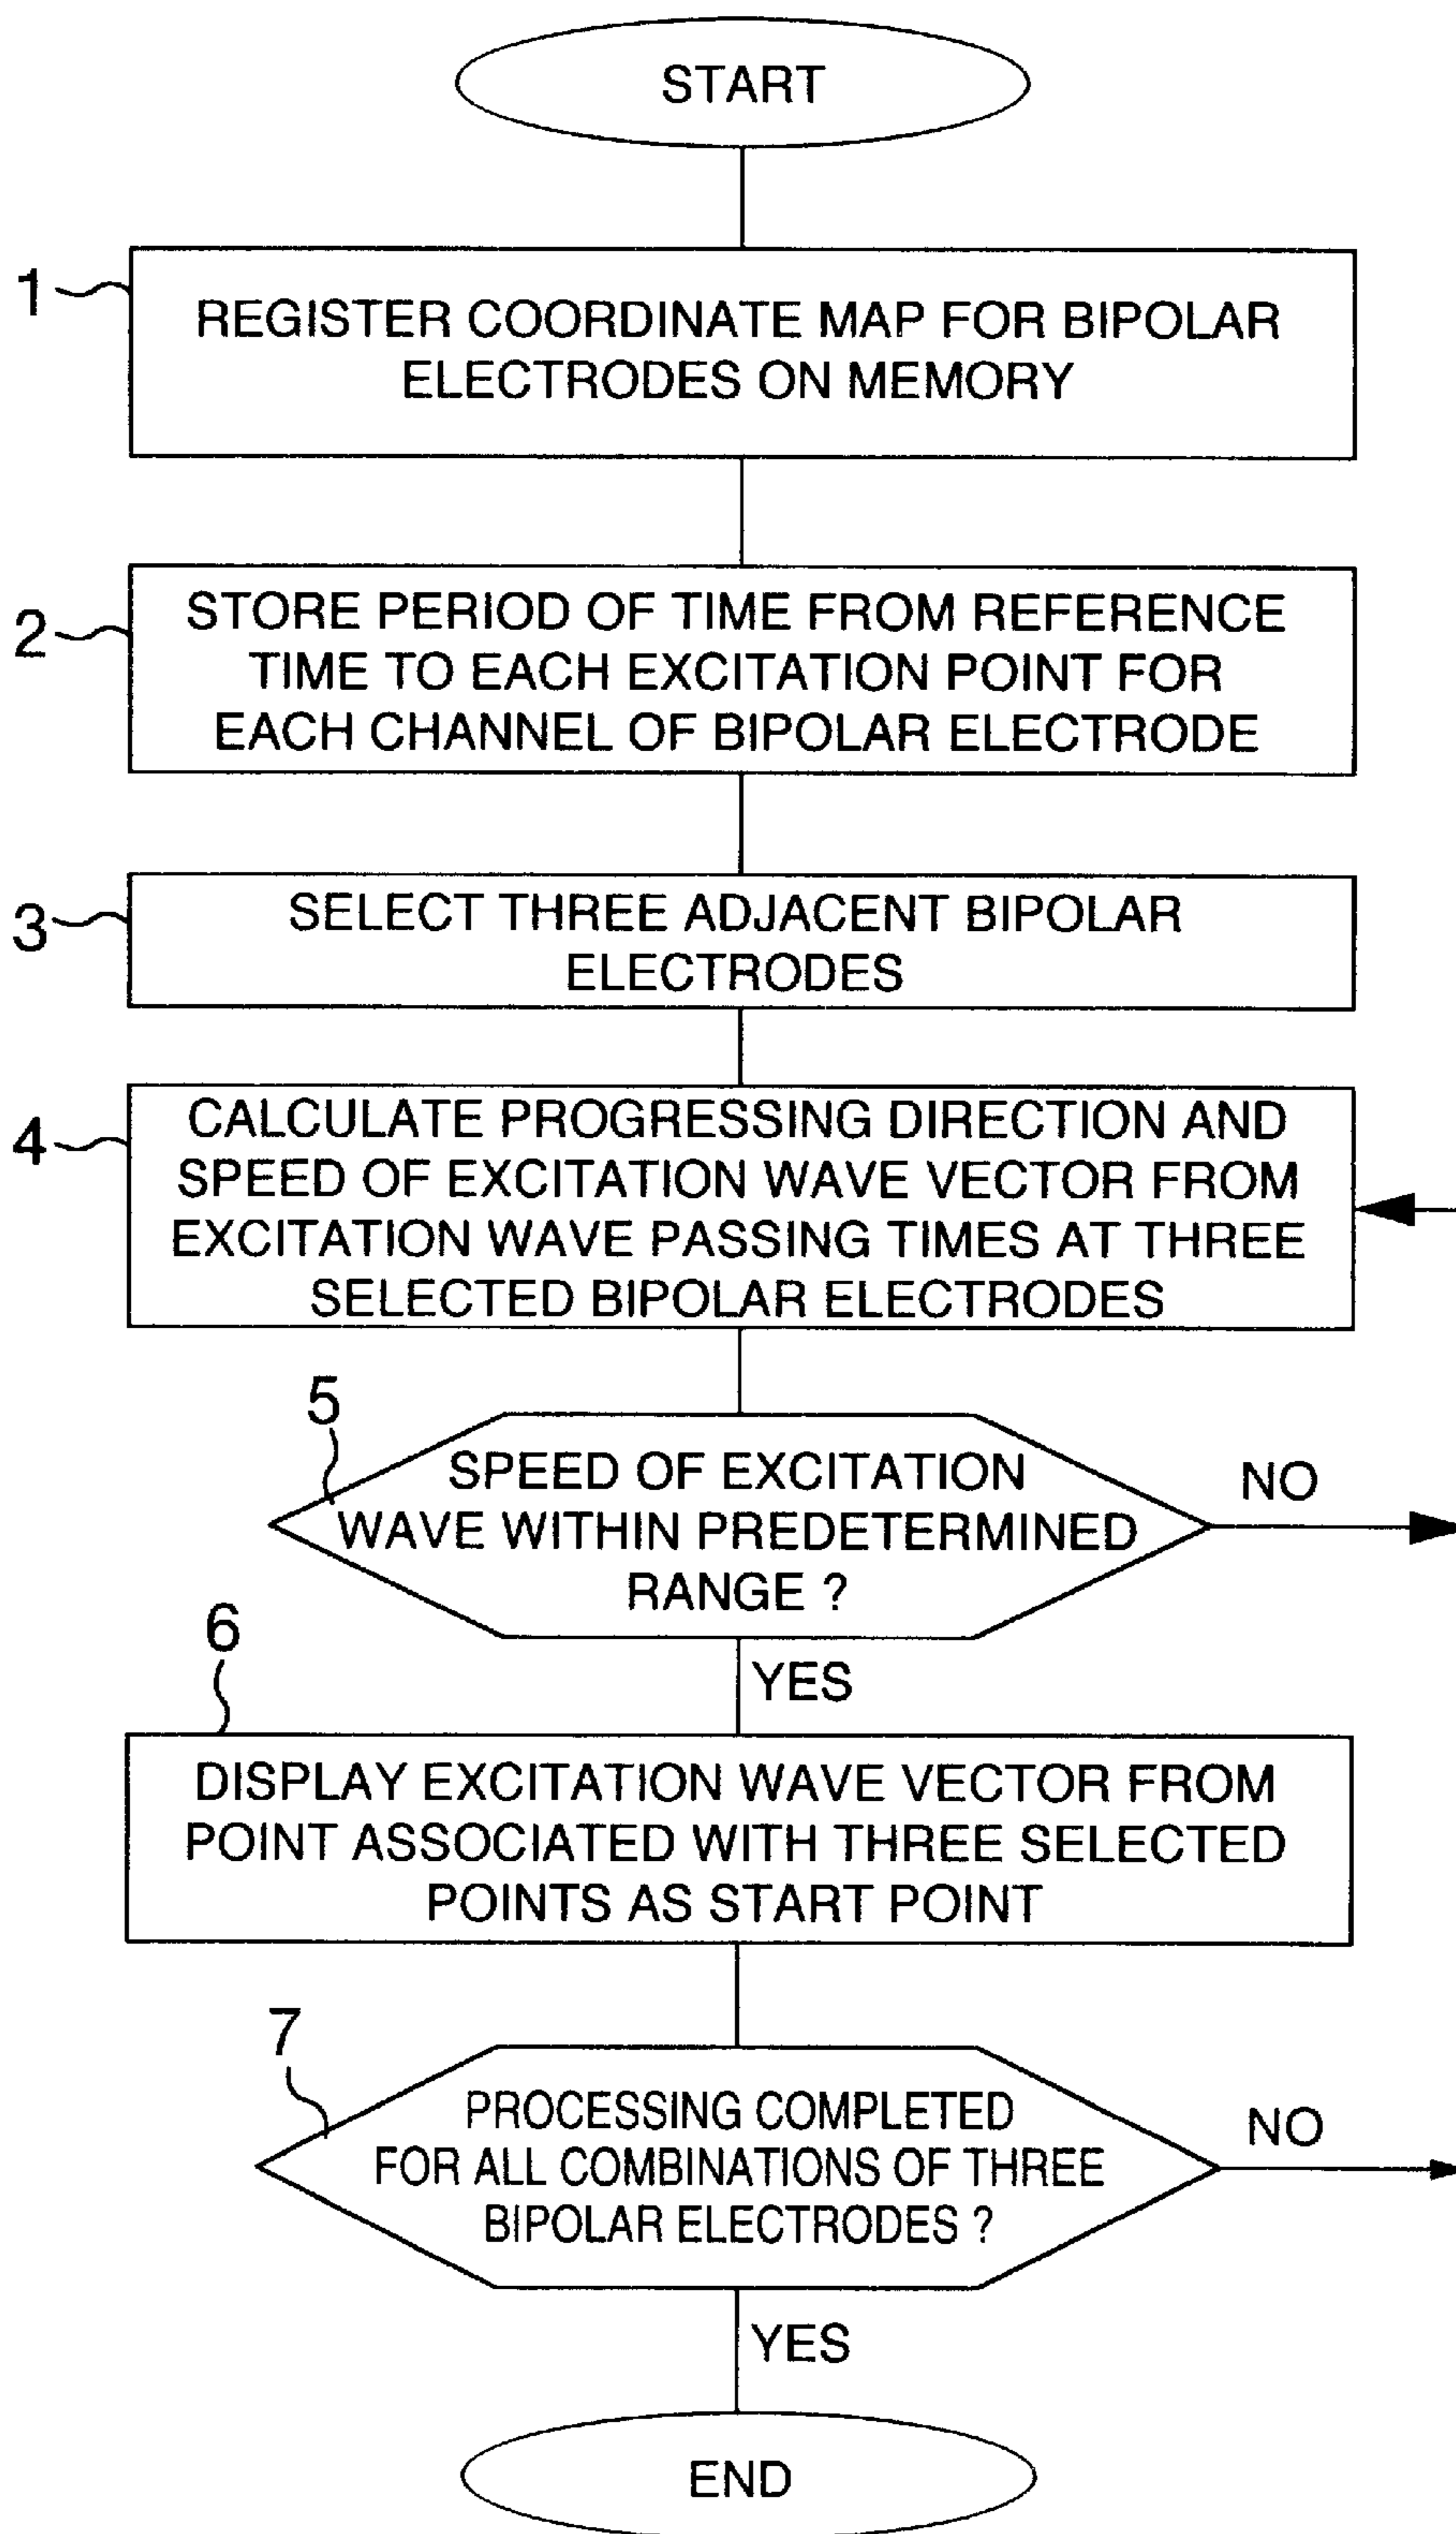 START
1
REGISTER COORDINATE MAP FOR BIPOLAR
ELECTRODES ON MEMORY
2
STORE PERIOD OF TIME FROM REFERENCE
TIME TO EACH EXCITATION POINT FOR
EACH CHANNEL OF BIPOLAR ELECTRODE
3
SELECT THREE ADJACENT BIPOLAR
ELECTRODES
4
CALCULATE PROGRESSING DIRECTION AND
SPEED OF EXCITATION WAVE VECTOR FROM
EXCITATION WAVE PASSING TIMES AT THREE
SELECTED BIPOLAR ELECTRODES
5
SPEED OF EXCITATION
WAVE WITHIN PREDETERMINED
RANGE ?
NO
YES
6
DISPLAY EXCITATION WAVE VECTOR FROM
POINT ASSOCIATED WITH THREE SELECTED
POINTS AS START POINT
7
PROCESSING COMPLETED
FOR ALL COMBINATIONS OF THREE
BIPOLAR ELECTRODES ?
NO
YES
END